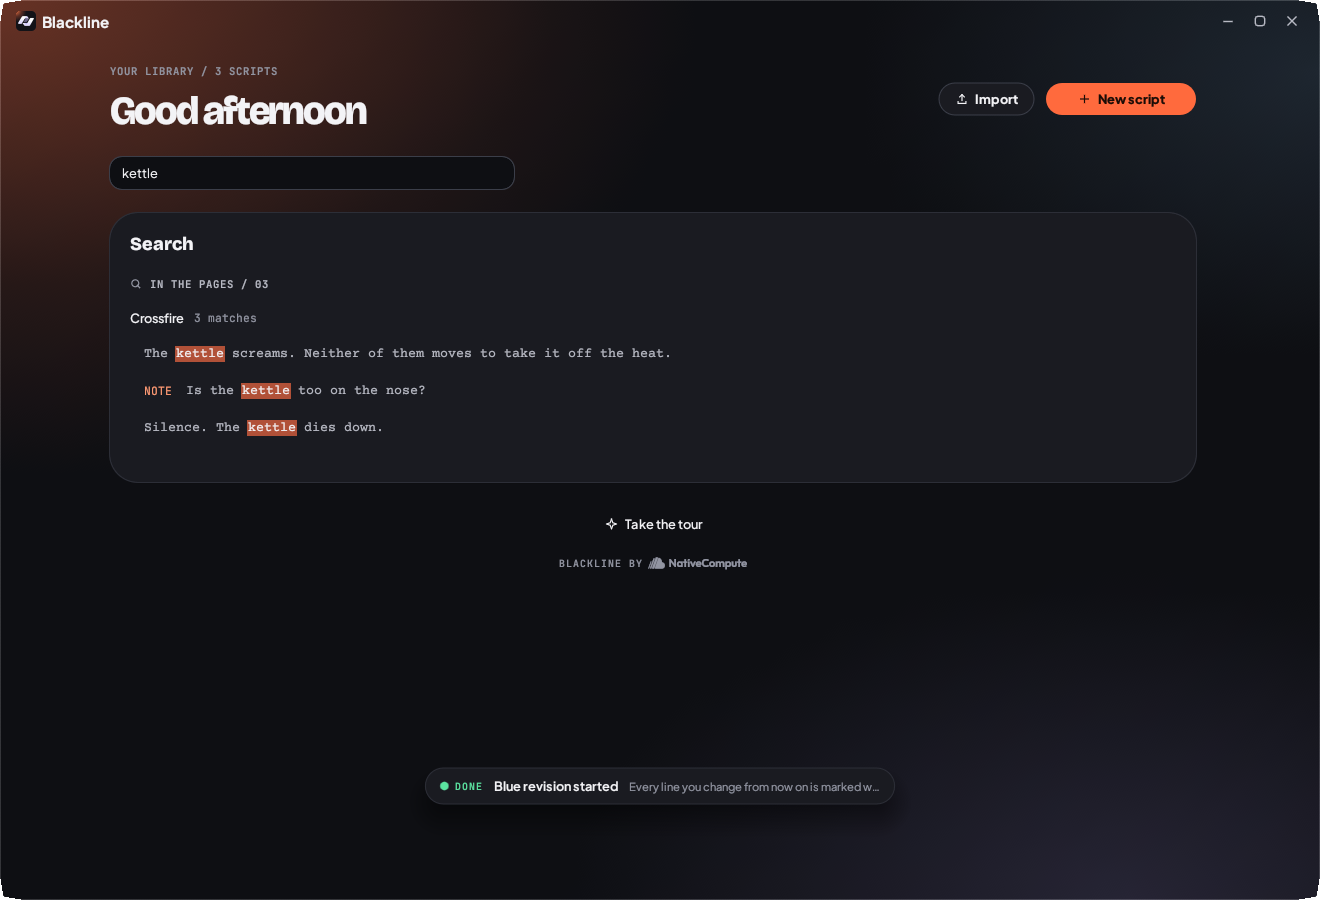 Blackline
YOUR LIBRARY / 3 SCRIPTS
Good afternoon
Import
New script
kettle
Search
IN THE PAGES / 03
Crossfire 3 matches
The kettle screams. Neither of them moves to take it off the heat.
NOTE Is the kettle too on the nose?
Silence. The kettle dies down.
Take the tour
BLACKLINE BY NativeCompute
DONE Blue revision started Every line you change from now on is marked w...